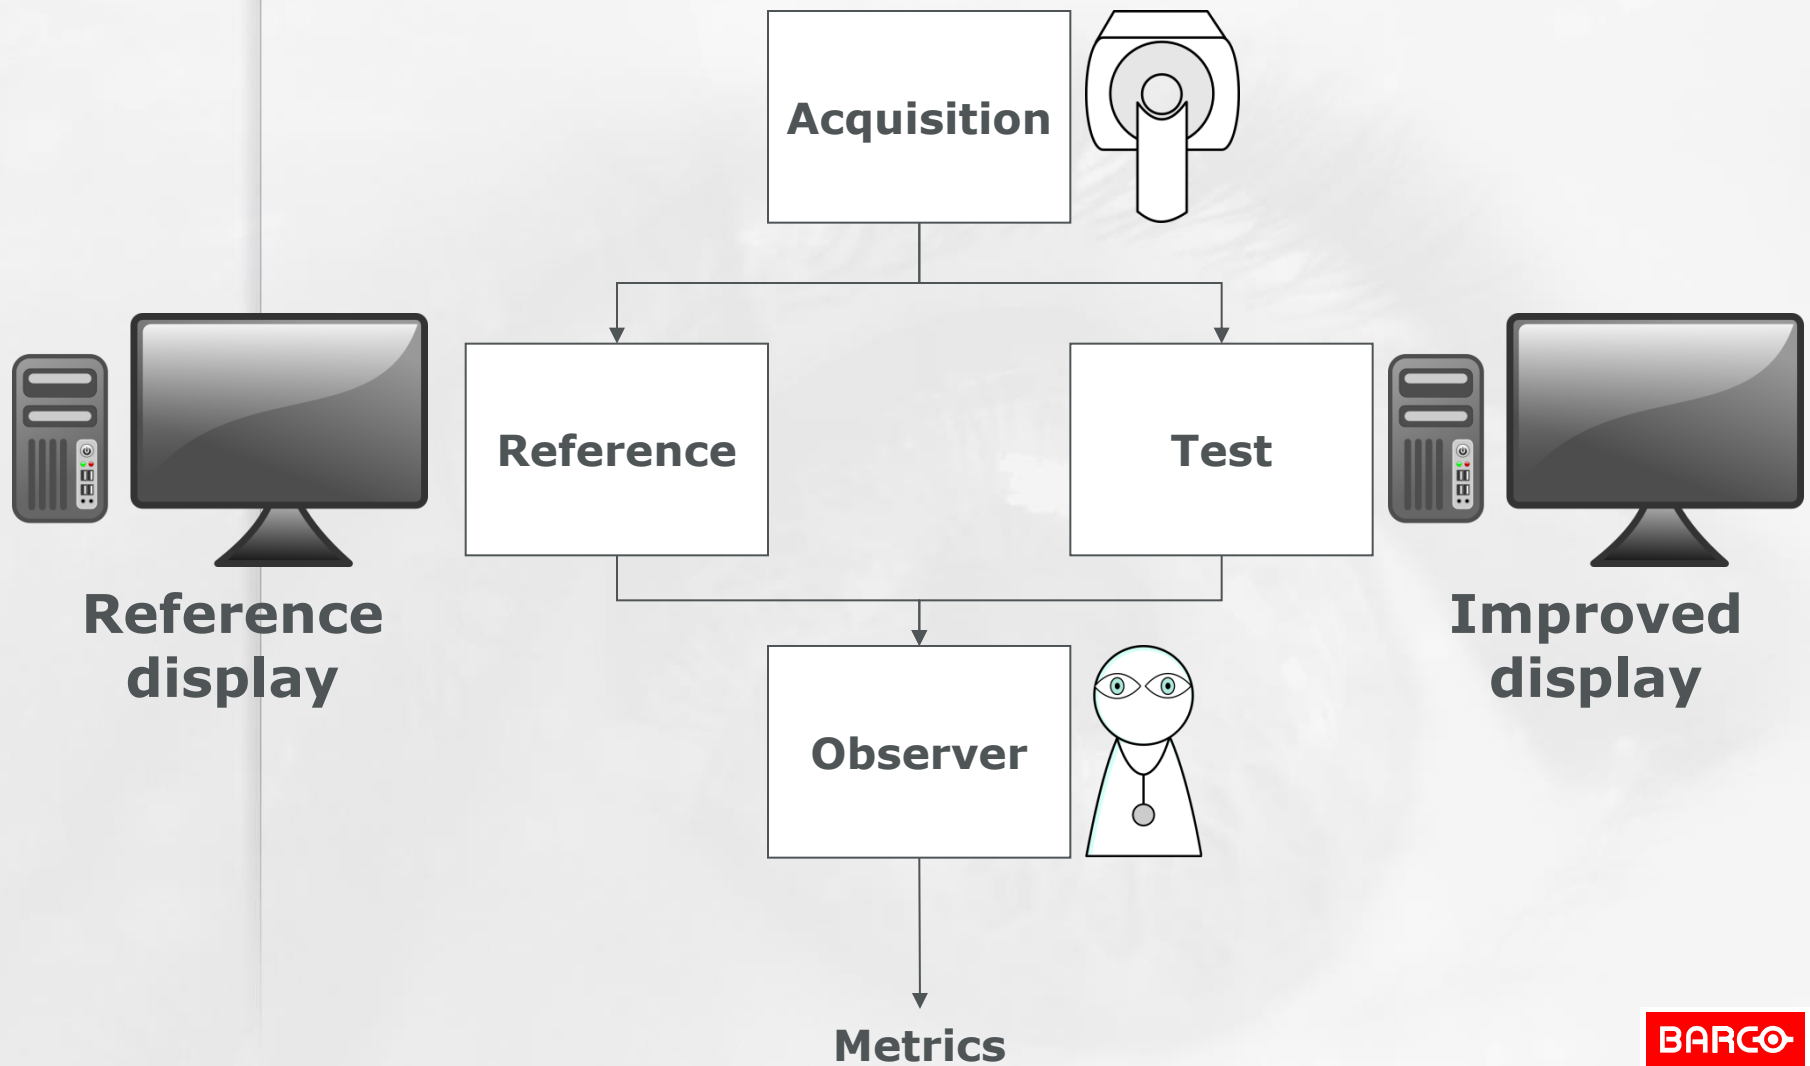 Acquisition
Reference
Test
Reference
display
Improved
display
Observer
Metrics
BARCO